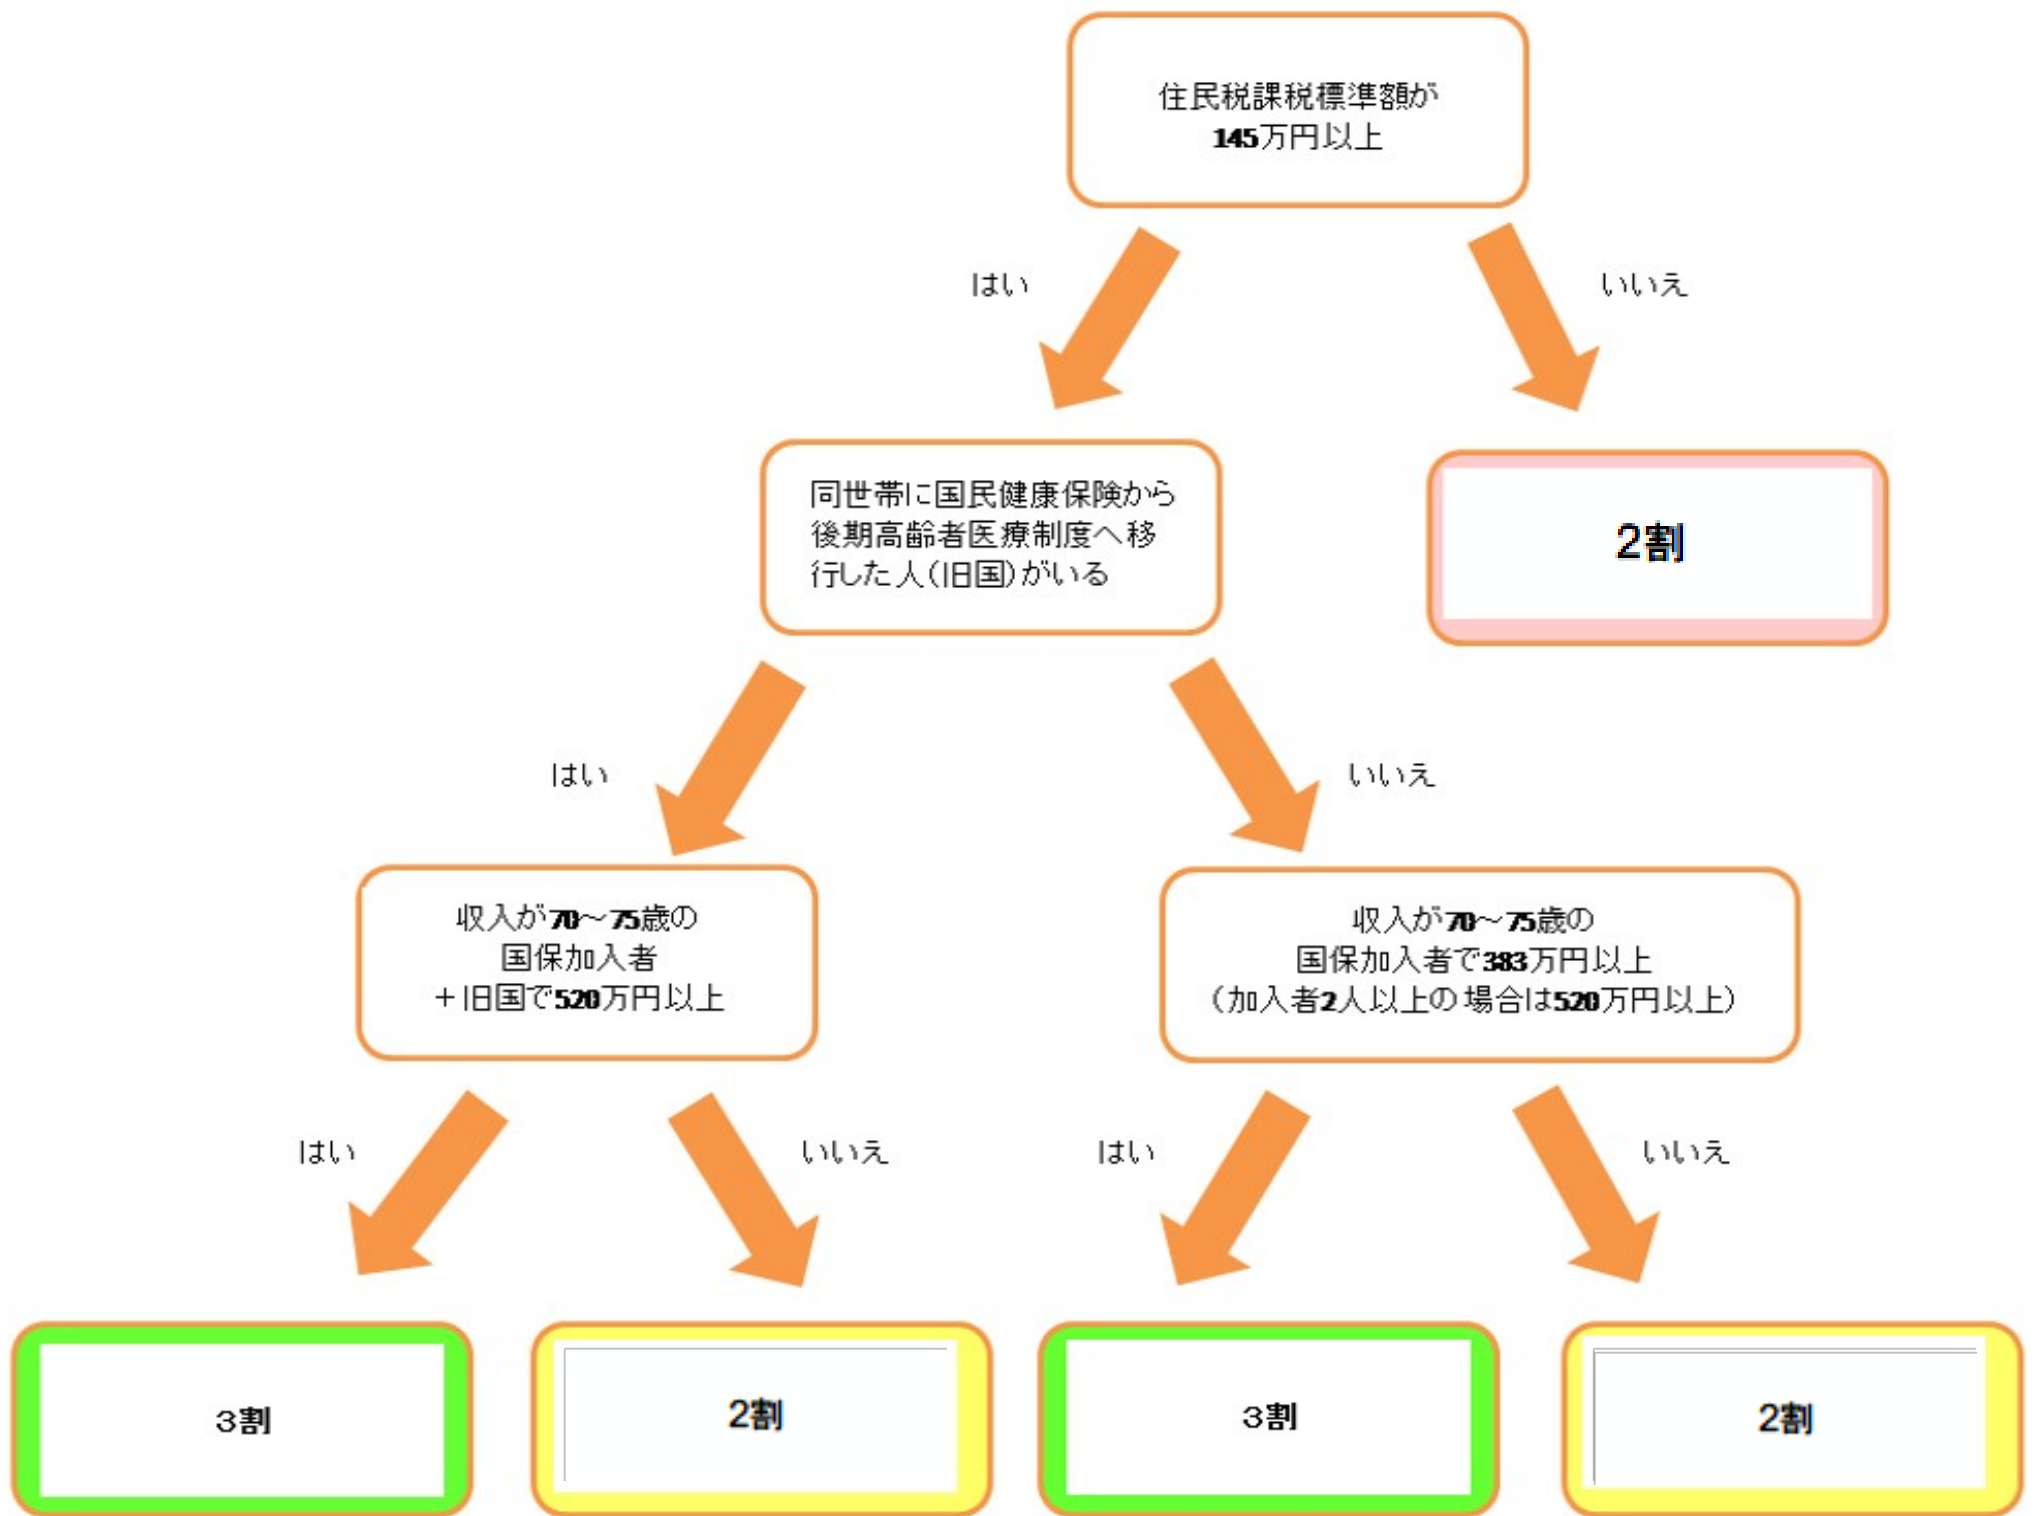 住民税課税標準額が
145万円以上
はい
いいえ
同世帯に国民健康保険から
後期高齢者医療制度へ移
行した人(旧国)がいる
2割
はい
いいえ
収入が70～75歳の
国保加入者
＋旧国で520万円以上
収入が70～75歳の
国保加入者で383万円以上
（加入者2人以上の場合は520万円以上）
はい
いいえ
はい
いいえ
3割
2割
3割
2割